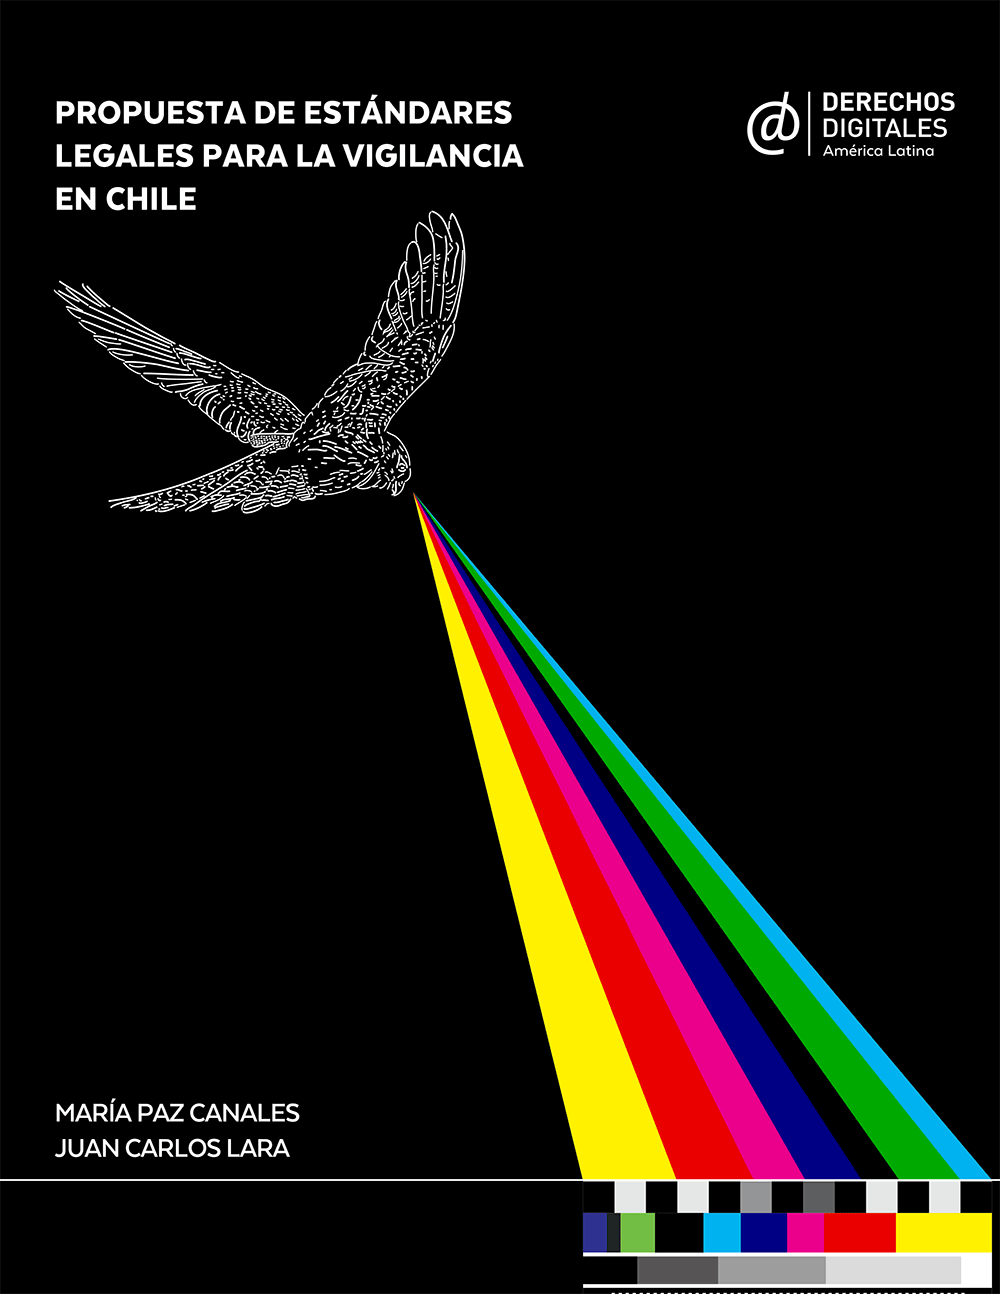 PROPUESTA DE ESTÁNDARES
LEGALES PARA LA VIGILANCIA
EN CHILE
DERECHOS
DIGITALES
América Latina
MARÍA PAZ CANALES
JUAN CARLOS LARA